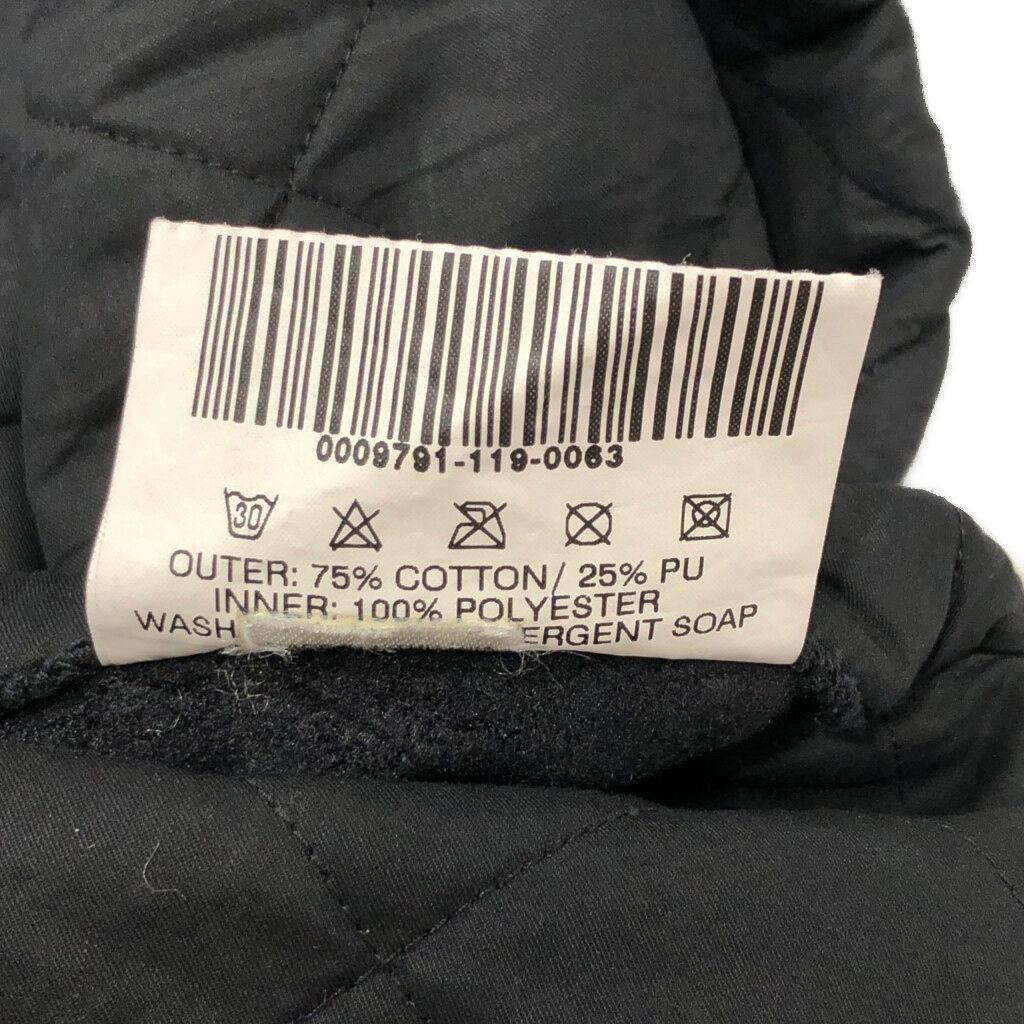 0009791-119-0063
30
OUTER: 75% COTTON/ 25% PU
INNER: 100% POLYESTER
WASH ERGENT SOAP